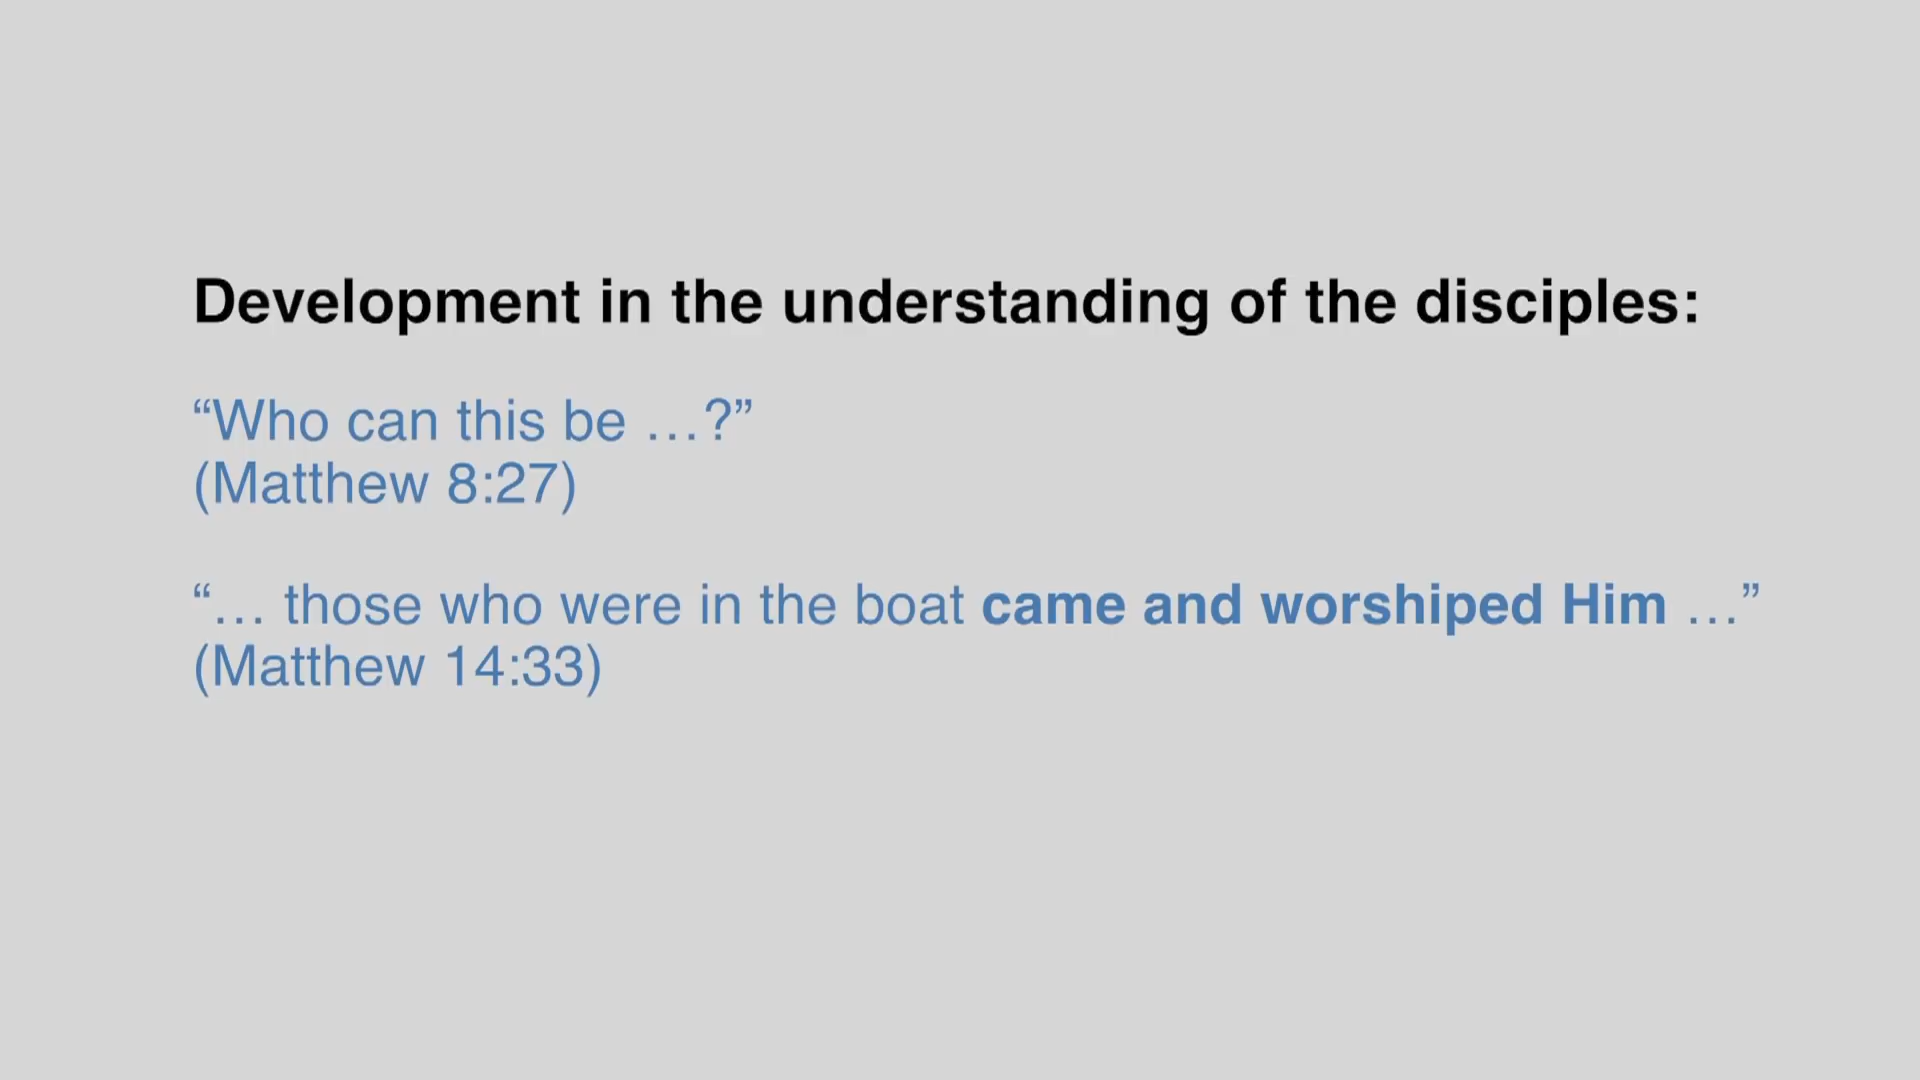 Development in the understanding of the disciples:
“Who can this be …?”
(Matthew 8:27)
“… those who were in the boat came and worshiped Him …”
(Matthew 14:33)